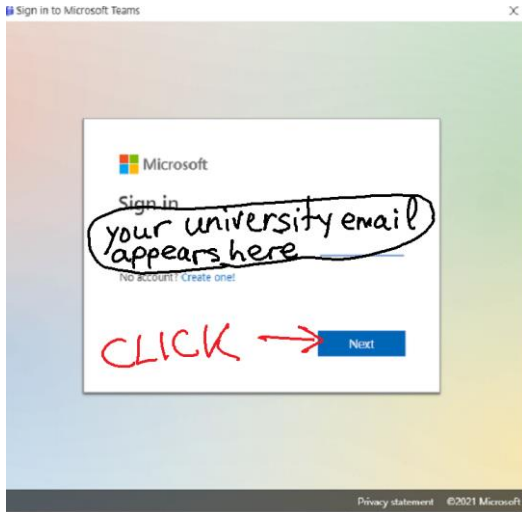 Sign in to Microsoft Teams
Microsoft
Sign in
your university email
appears here
No account? Create one!
CLICK
Next
Privacy statement ©2021 Microsoft